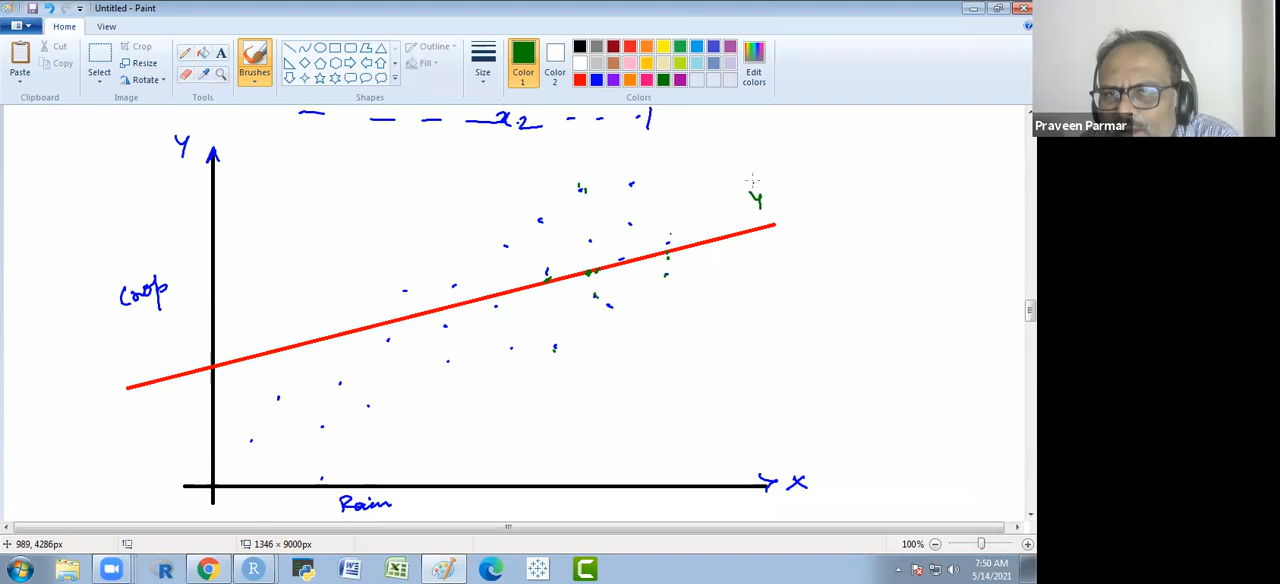 Untitled - Paint
Home View
Paste
Cut
Copy
Clipboard
Select
Crop
Resize
Rotate
Image
A
Tools
Brushes
Outline
Fill
Shapes
Size
Color 1
Color 2
Edit colors
Colors
Praveen Parmar
x2
Y
Y
Crop
X
Rain
989, 4286px
1346 × 9000px
100%
7:50 AM
5/14/2021